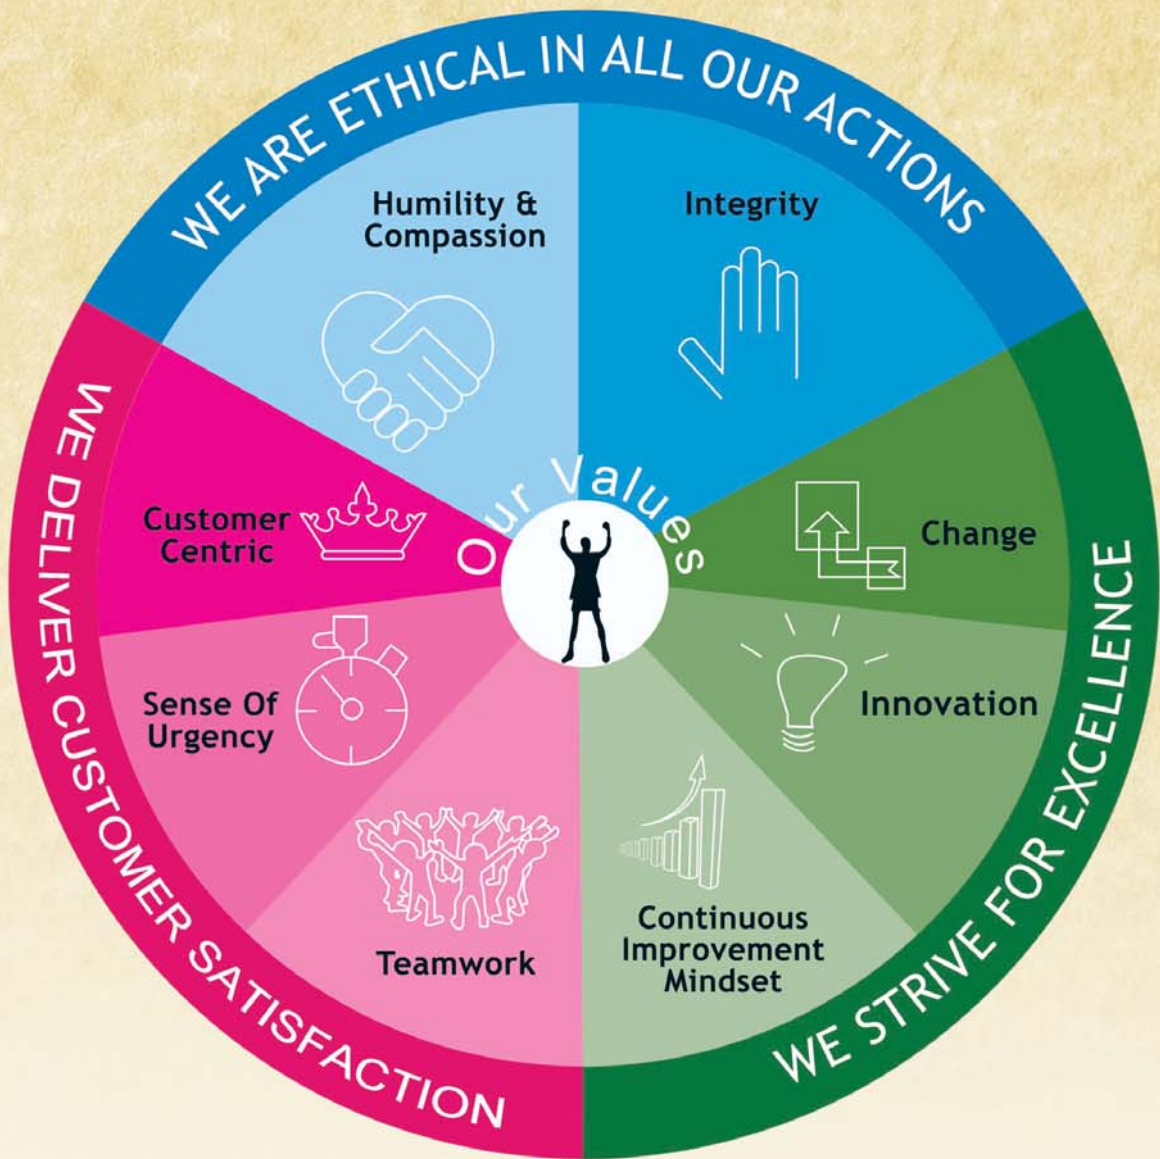 WE ARE ETHICAL IN ALL OUR ACTIONS
Humility &
Compassion
Integrity
Customer
Centric
Our Values
Change
Sense Of
Urgency
Innovation
Teamwork
Continuous
Improvement
Mindset
WE DELIVER CUSTOMER SATISFACTION
WE STRIVE FOR EXCELLENCE